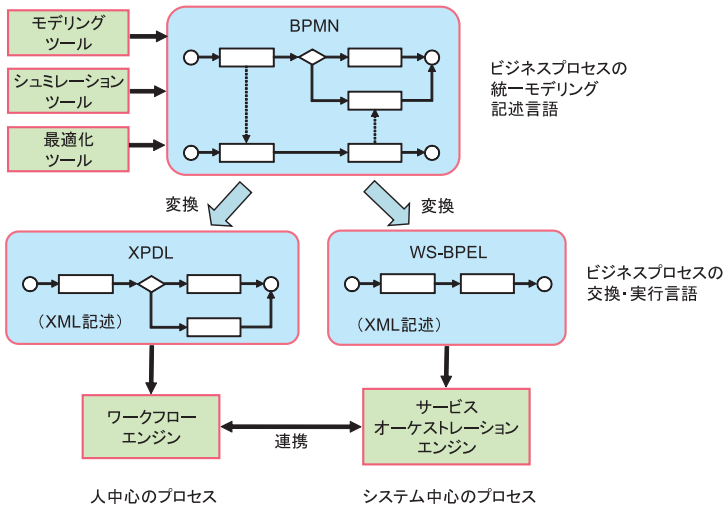 モデリング
ツール
BPMN
シュミレーション
ツール
最適化
ツール
ビジネスプロセスの
統一モデリング
記述言語
変換
変換
XPDL
（XML記述）
WS-BPEL
（XML記述）
ビジネスプロセスの
交換・実行言語
ワークフロー
エンジン
連携
サービス
オーケストレーション
エンジン
人中心のプロセス
システム中心のプロセス